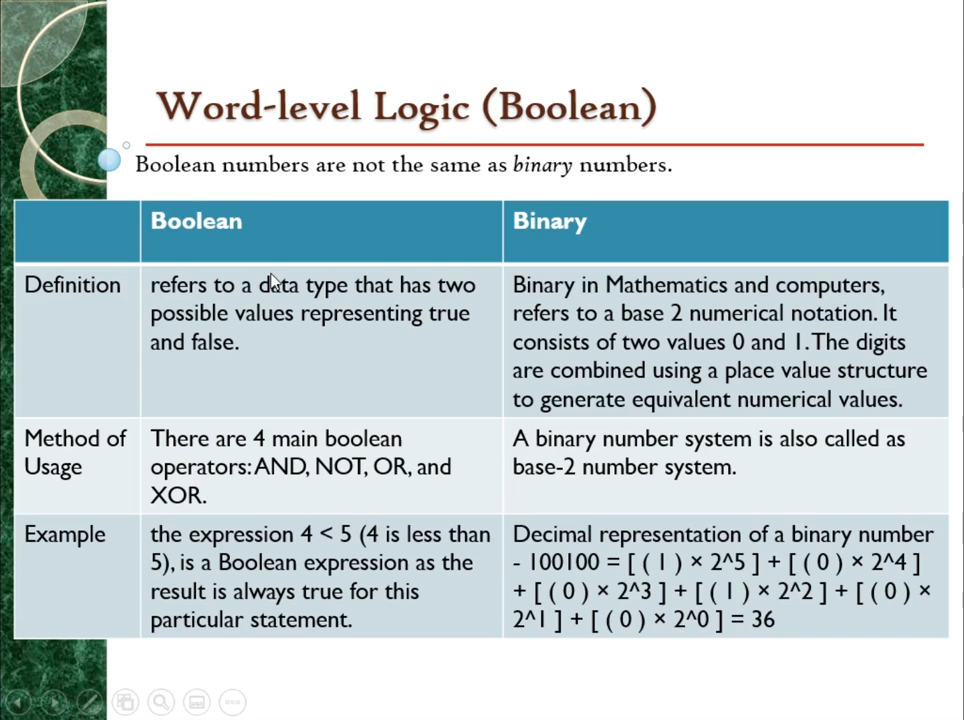 Word-level Logic (Boolean)
Boolean numbers are not the same as binary numbers.
Boolean
Binary
Definition
refers to a data type that has two
possible values representing true
and false.
Binary in Mathematics and computers,
refers to a base 2 numerical notation. It
consists of two values 0 and 1. The digits
are combined using a place value structure
to generate equivalent numerical values.
Method of
Usage
There are 4 main boolean
operators: AND, NOT, OR, and
XOR.
A binary number system is also called as
base-2 number system.
Example
the expression 4 < 5 (4 is less than
5), is a Boolean expression as the
result is always true for this
particular statement.
Decimal representation of a binary number
- 100100 = [ ( 1 ) × 2^5 ] + [ ( 0 ) × 2^4 ]
+ [ ( 0 ) × 2^3 ] + [ ( 1 ) × 2^2 ] + [ ( 0 ) ×
2^1 ] + [ ( 0 ) × 2^0 ] = 36